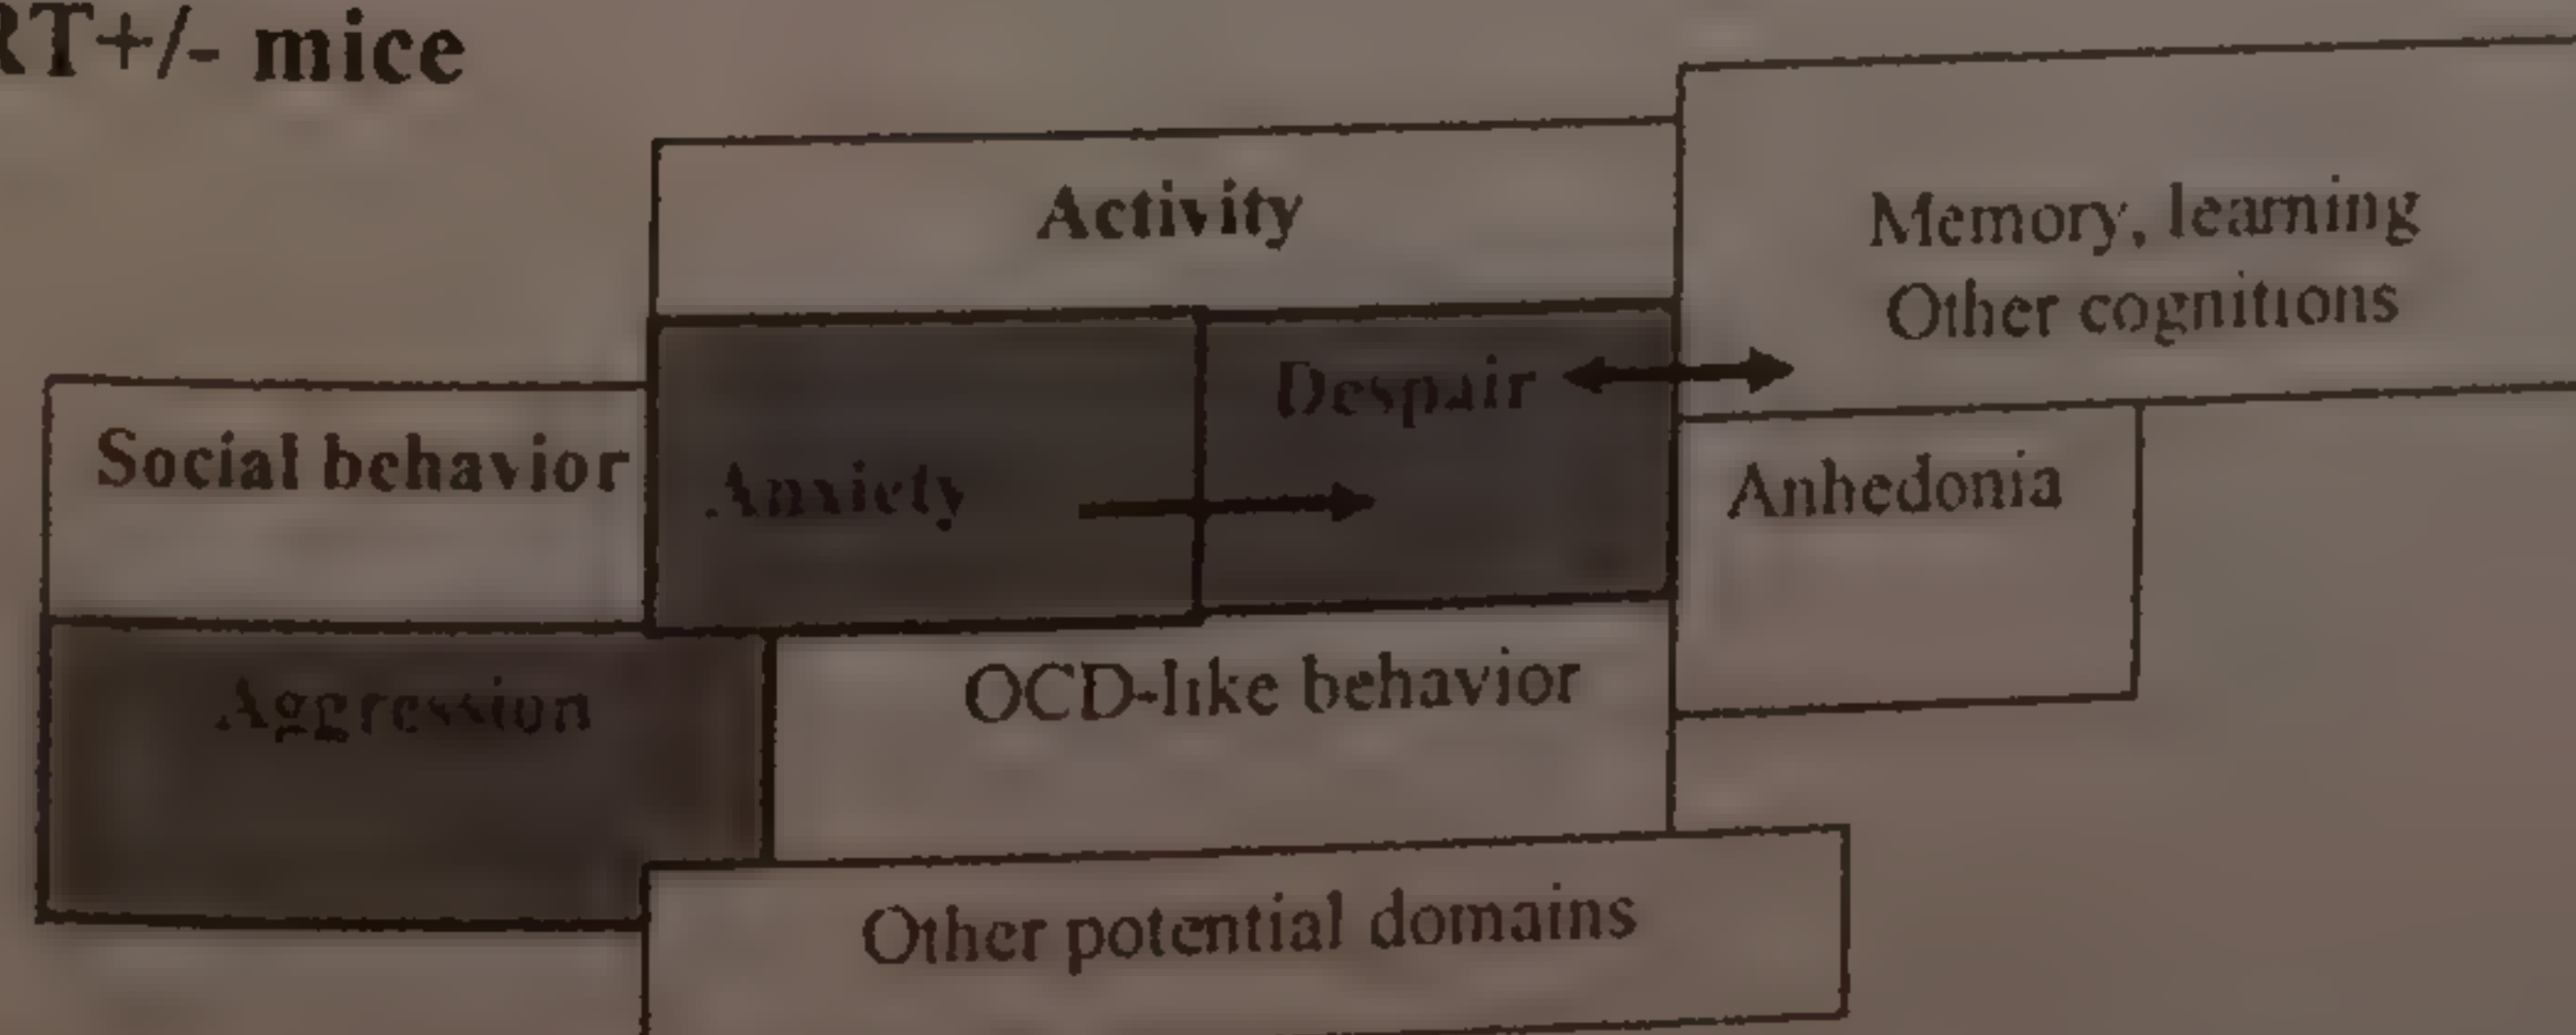 RT+/- mice
Activity
Memory, learning
Other cognitions
Despair
Social behavior
Anxiety
Anhedonia
Aggression
OCD-like behavior
Other potential domains